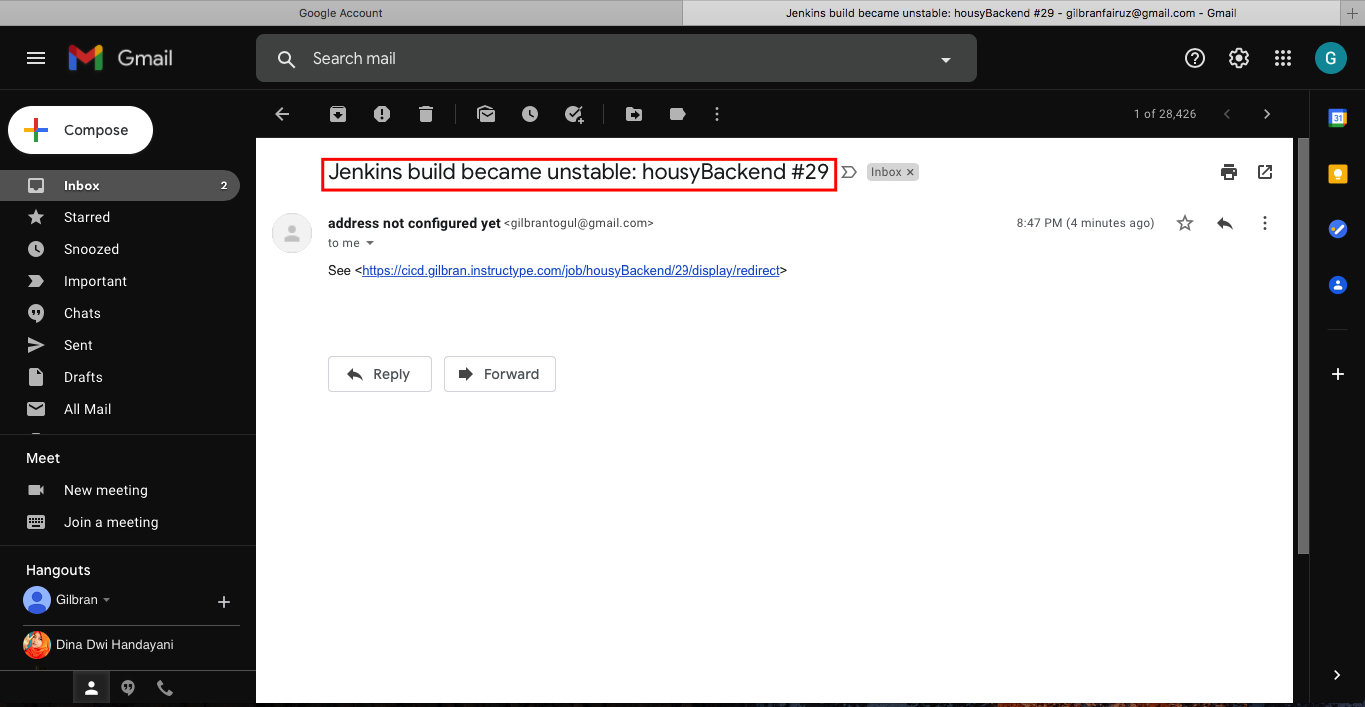 Google Account
Jenkins build became unstable: housyBackend #29 - gilbranfairuz@gmail.com - Gmail
Gmail
Search mail
G
Compose
1 of 28,426
31
Inbox 2
Starred
Snoozed
Important
Chats
Sent
Drafts
All Mail
Meet
New meeting
Join a meeting
Hangouts
Gilbran
Dina Dwi Handayani
Jenkins build became unstable: housyBackend #29
Inbox ×
address not configured yet <gilbrantogul@gmail.com>
8:47 PM (4 minutes ago)
to me
See <https://cicd.gilbran.instructype.com/job/housyBackend/29/display/redirect>
Reply
Forward